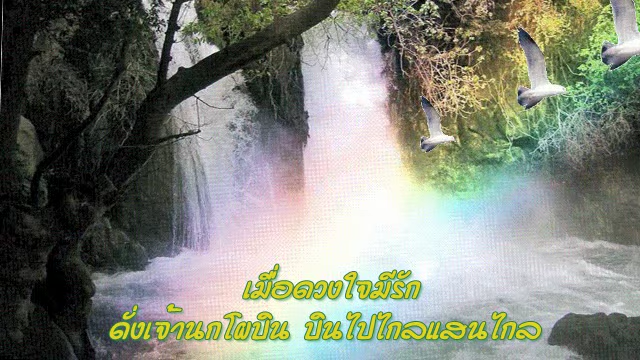 เมื่อดวงใจมีรัก
ดั่งเจ้านกโผบิน บินไปไกลแสนไกล